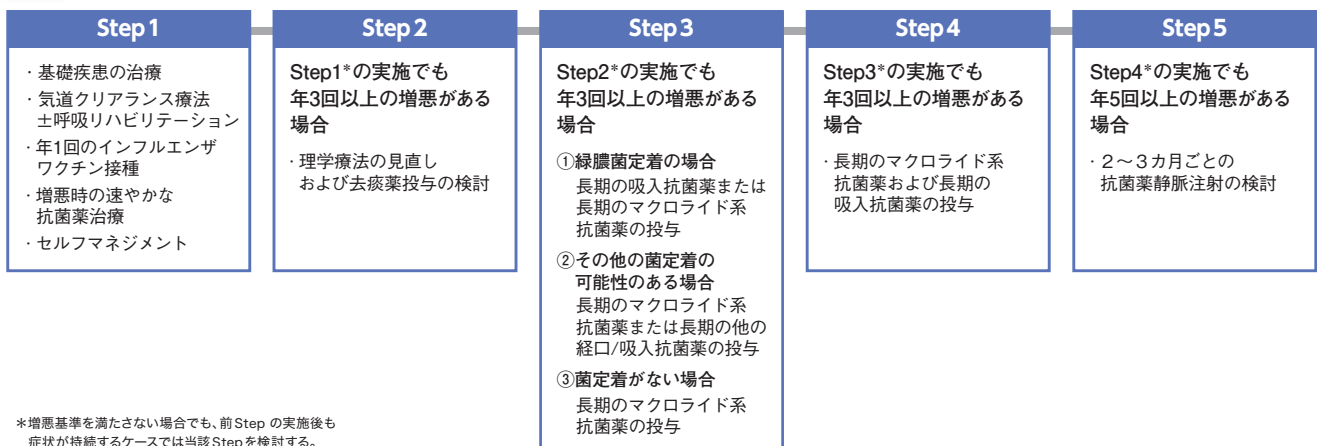 Step1
・基礎疾患の治療
・気道クリアランス療法
±呼吸リハビリテーション
・年1回のインフルエンザ
ワクチン接種
・増悪時の速やかな
抗菌薬治療
・セルフマネジメント
Step2
Step1*の実施でも
年3回以上の増悪がある
場合
・理学療法の見直し
および去痰薬投与の検討
Step3
Step2*の実施でも
年3回以上の増悪がある
場合
①緑膿菌定着の場合
長期の吸入抗菌薬または
長期のマクロライド系
抗菌薬の投与
②その他の菌定着の
可能性のある場合
長期のマクロライド系
抗菌薬または長期の他の
経口/吸入抗菌薬の投与
③菌定着がない場合
長期のマクロライド系
抗菌薬の投与
Step4
Step3*の実施でも
年3回以上の増悪がある
場合
・長期のマクロライド系
抗菌薬および長期の
吸入抗菌薬の投与
Step5
Step4*の実施でも
年5回以上の増悪がある
場合
・2〜3カ月ごとの
抗菌薬静脈注射の検討
*増悪基準を満たさない場合でも、前Step の実施後も
症状が持続するケースでは当該Stepを検討する。